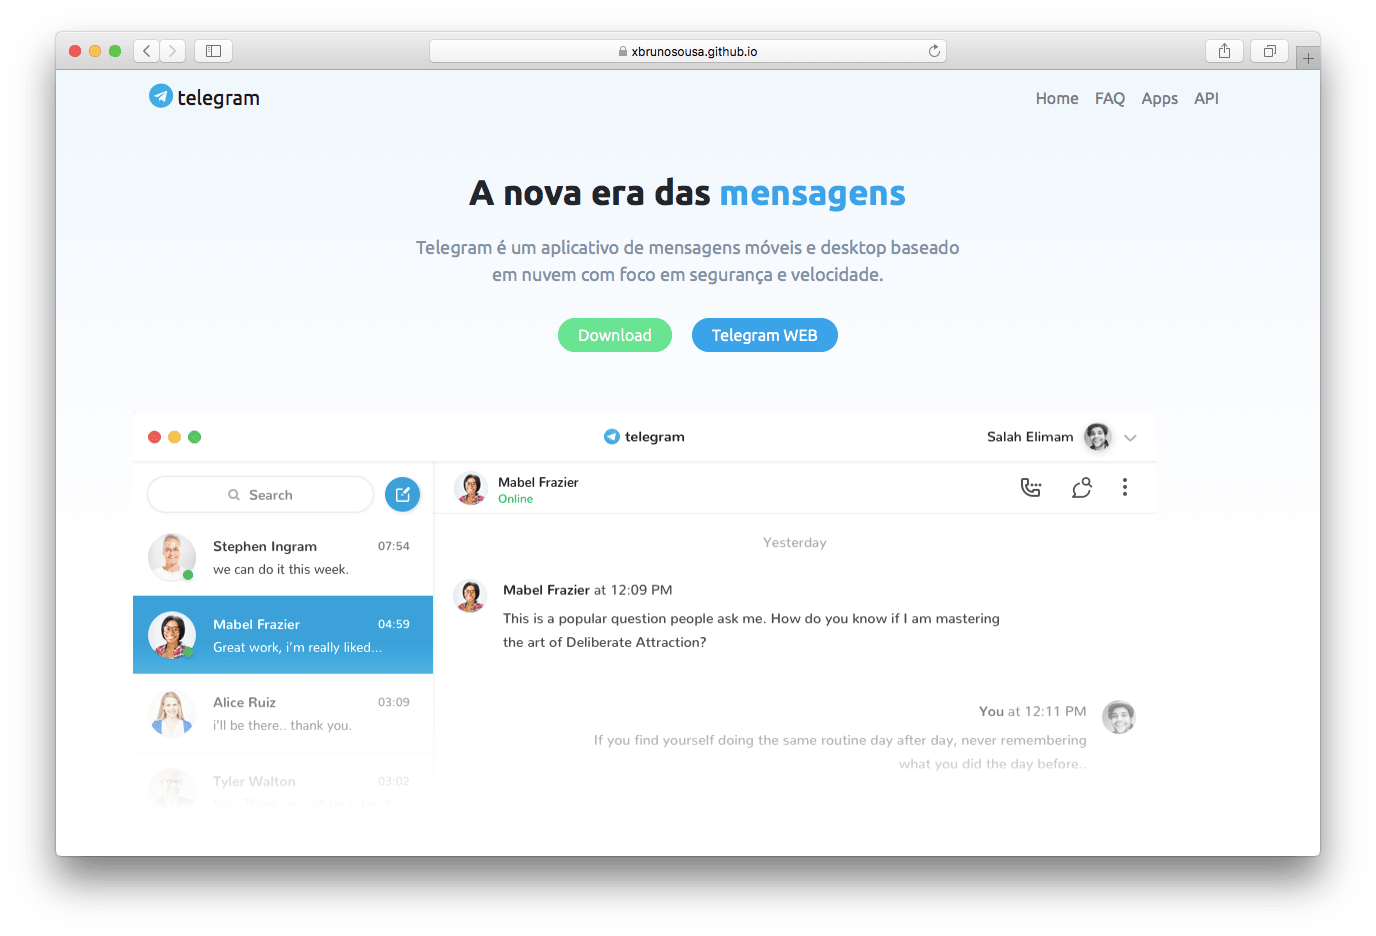 xbrunosousa.github.io
telegram
Home FAQ Apps API
A nova era das mensagens
Telegram é um aplicativo de mensagens móveis e desktop baseado
em nuvem com foco em segurança e velocidade.
Download Telegram WEB
telegram
Salah Elimam
Search
Stephen Ingram 07:54
we can do it this week.
Mabel Frazier 04:59
Great work, i’m really liked...
Alice Ruiz 03:09
i’ll be there.. thank you.
Tyler Walton 03:02
Mabel Frazier
Online
Yesterday
Mabel Frazier at 12:09 PM
This is a popular question people ask me. How do you know if I am mastering
the art of Deliberate Attraction?
You at 12:11 PM
If you find yourself doing the same routine day after day, never remembering
what you did the day before..